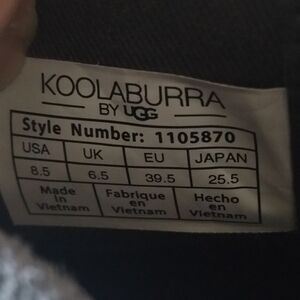 KOOLABURRA
BY UGG
Style Number: 1105870
USA UK EU JAPAN
8.5 6.5 39.5 25.5
Made Fabrique Hecho
in en en
Vietnam Vietnam Vietnam